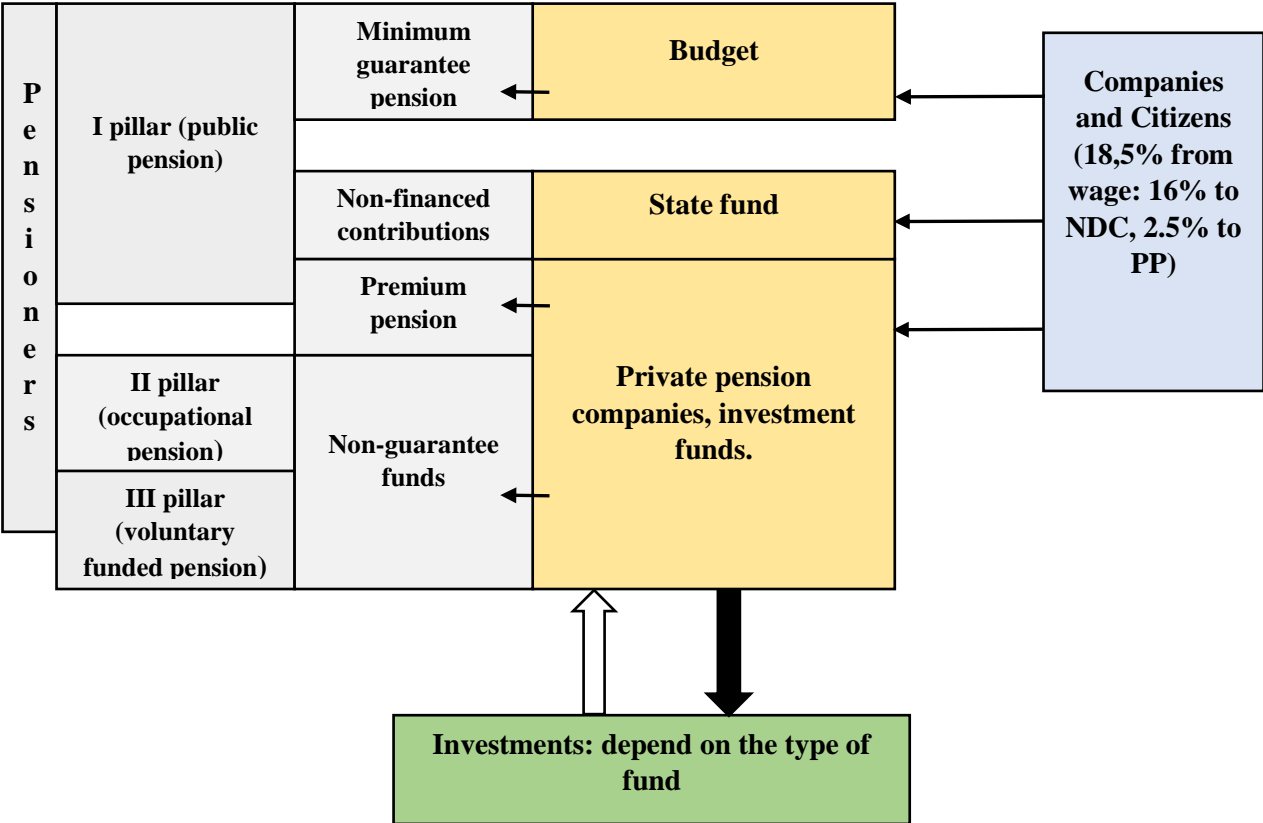 Pensioners
I pillar (public
pension)
Minimum
guarantee
pension
Budget
Companies
and Citizens
(18,5% from
wage: 16% to
NDC, 2.5% to
PP)
Non-financed
contributions
State fund
Premium
pension
Private pension
companies, investment
funds.
II pillar
(occupational
pension)
Non-guarantee
funds
III pillar
(voluntary
funded pension)
Investments: depend on the type of
fund